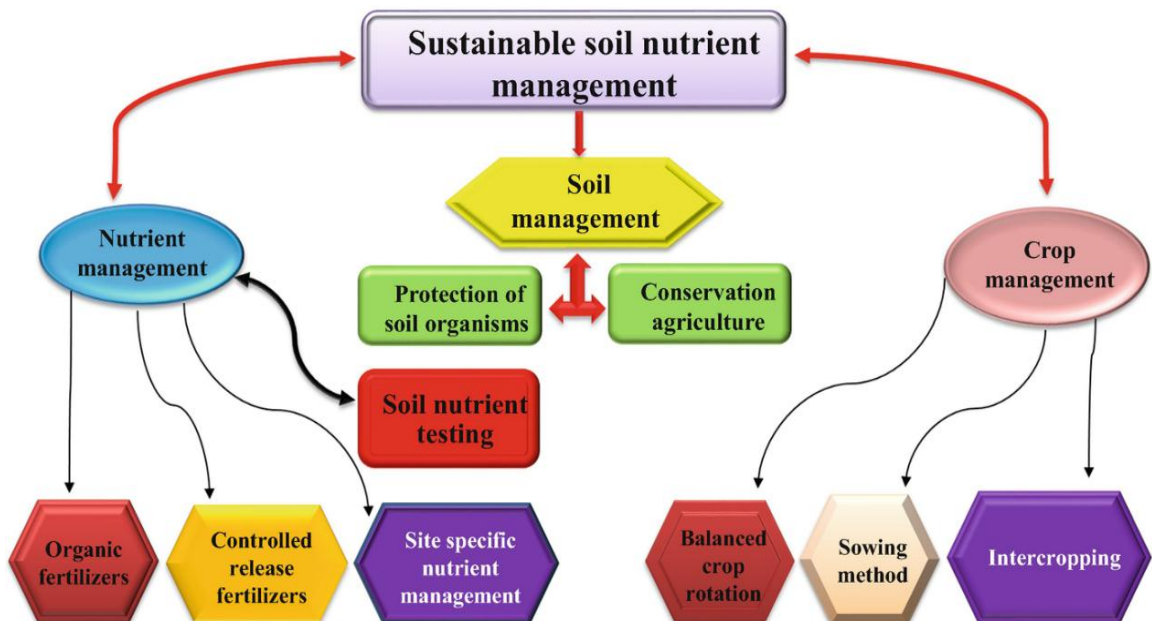 Sustainable soil nutrient
management
Soil
management
Nutrient
management
Crop
management
Protection of
soil organisms
Conservation
agriculture
Soil nutrient
testing
Organic
fertilizers
Controlled
release
fertilizers
Site specific
nutrient
management
Balanced
crop
rotation
Sowing
method
Intercropping